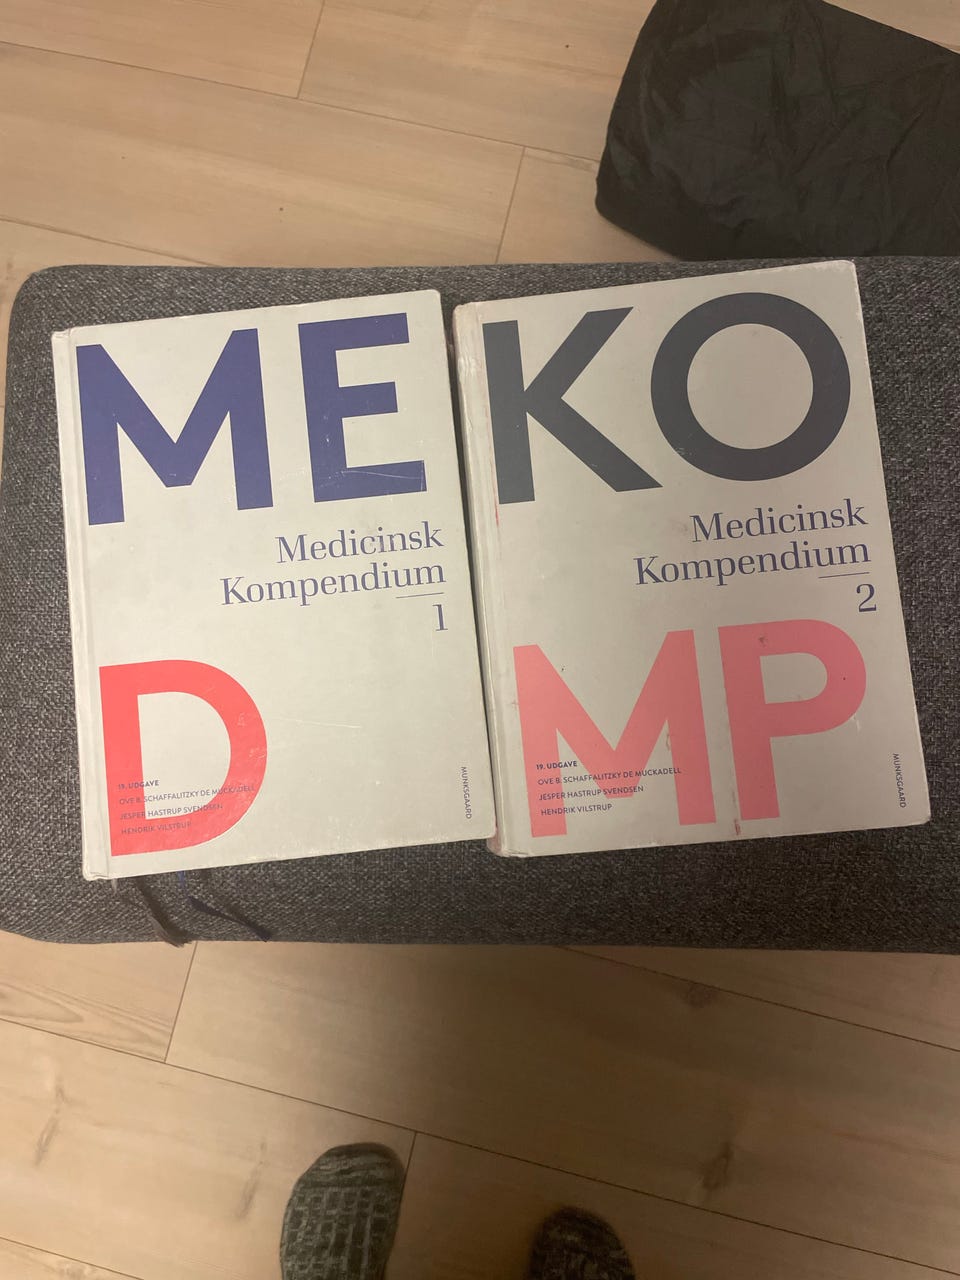 ME
Medicinsk
Kompendium
1
D
19. UDGAVE
OVE B. SCHAFFALITZKY DE MUCKADELL
JESPER HASTRUP SVENDSEN
HENDRIK VILSTRUP
MUNKSGAARD
KO
Medicinsk
Kompendium
2
MP
19. UDGAVE
OVE B. SCHAFFALITZKY DE MUCKADELL
JESPER HASTRUP SVENDSEN
HENDRIK VILSTRUP
MUNKSGAARD